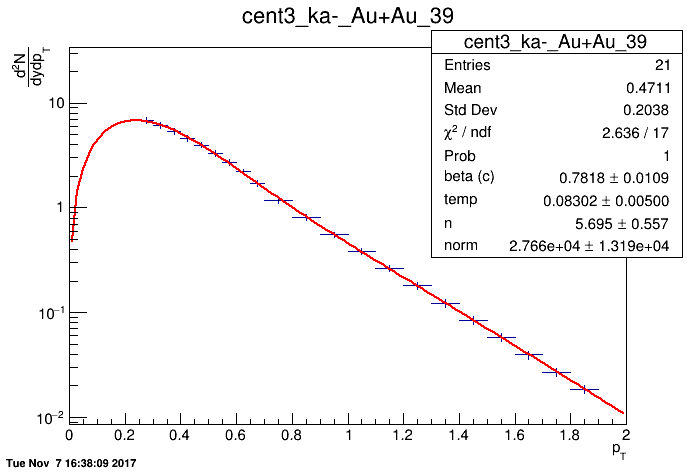 cent3_ka-_Au+Au_39
d²N
dydp_T
cent3_ka-_Au+Au_39
Entries 21
Mean 0.4711
Std Dev 0.2038
χ² / ndf 2.636 / 17
Prob 1
beta (c) 0.7818 ± 0.0109
temp 0.08302 ± 0.00500
n 5.695 ± 0.557
norm 2.766e+04 ± 1.319e+04
10
1
10⁻¹
10⁻²
0 0.2 0.4 0.6 0.8 1 1.2 1.4 1.6 1.8 2
p_T
Tue Nov 7 16:38:09 2017